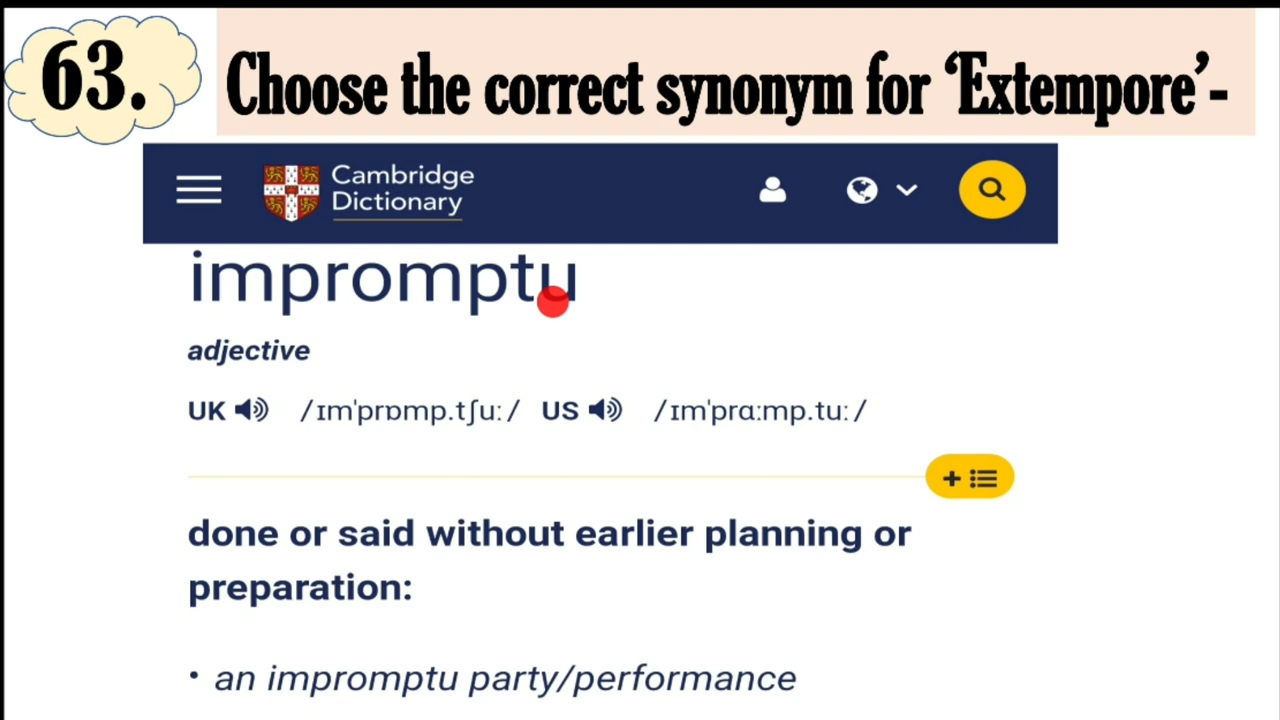 63. Choose the correct synonym for ‘Extempore’-
Cambridge
Dictionary
impromptu
adjective
UK /ɪmˈprɒmp.tʃuː/ US /ɪmˈprɑːmp.tuː/
done or said without earlier planning or
preparation:
• an impromptu party/performance